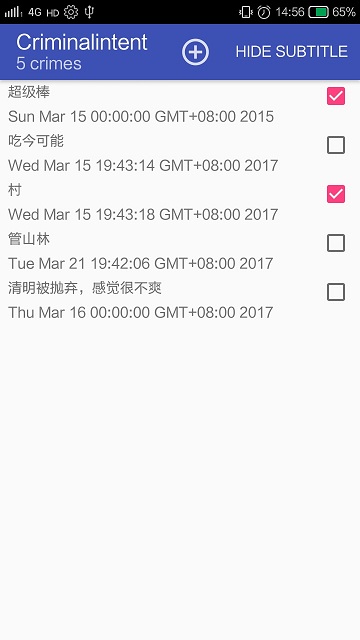 4G HD 14:56 65%
Criminalintent
5 crimes
HIDE SUBTITLE
超级棒
Sun Mar 15 00:00:00 GMT+08:00 2015
吃今可能
Wed Mar 15 19:43:14 GMT+08:00 2017
村
Wed Mar 15 19:43:18 GMT+08:00 2017
管山林
Tue Mar 21 19:42:06 GMT+08:00 2017
清明被抛弃，感觉很不爽
Thu Mar 16 00:00:00 GMT+08:00 2017